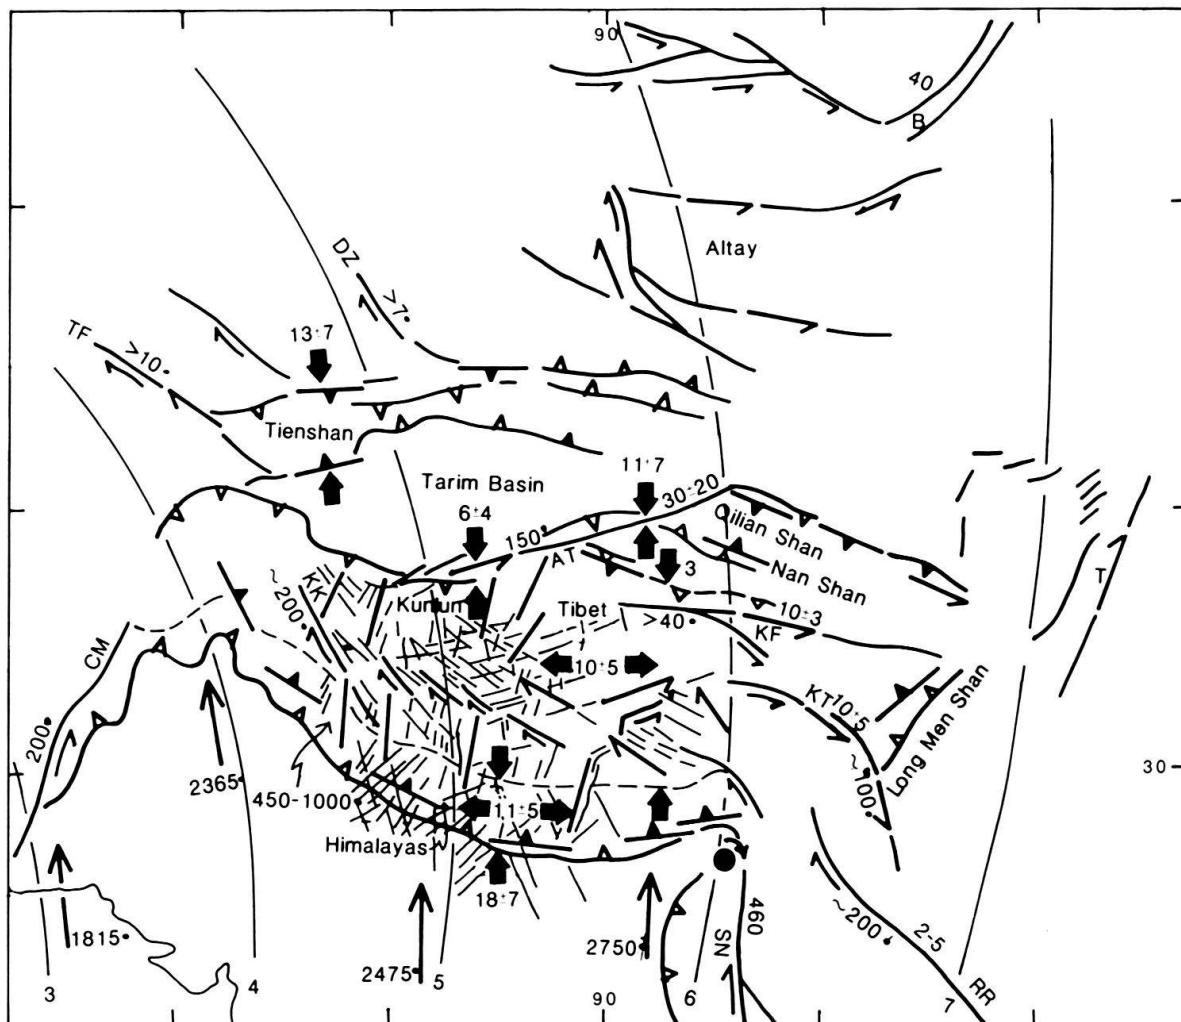 90
40
B
DZ
Altay
>7•
TF
>10•
13±7
Tienshan
11±7
Tarim Basin
30±20
6±4
Qilian Shan
150•
AT
3
Nan Shan
KK
~200•
Kunlun
Tibet
10±3
>40•
KF
T
CM
10±5
KT
10±5
Long Men Shan
200•
2365•
30
450-1000•
~100•
11±5
Himalayas
18±7
460
~200•
2-5
1815•
SN
2750•
2475•
3
4
5
90
6
7
RR